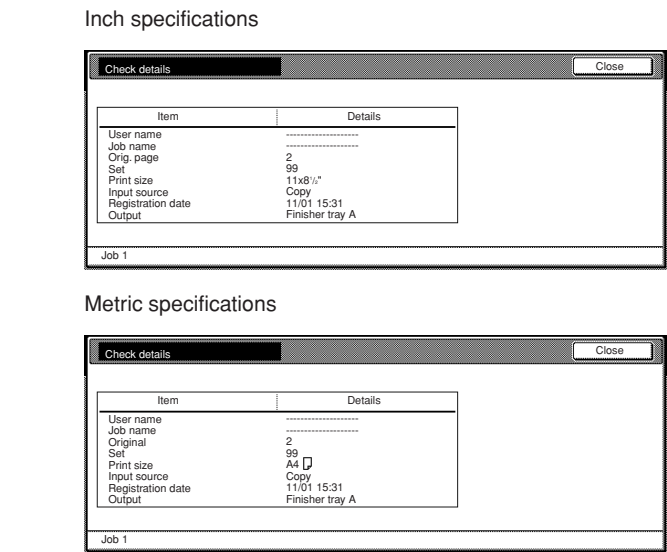 Inch specifications
Check details Close
Item Details
User name --------------------
Job name --------------------
Orig. page 2
Set 99
Print size 11x8½"
Input source Copy
Registration date 11/01 15:31
Output Finisher tray A
Job 1
Metric specifications
Check details Close
Item Details
User name --------------------
Job name --------------------
Original 2
Set 99
Print size A4
Input source Copy
Registration date 11/01 15:31
Output Finisher tray A
Job 1